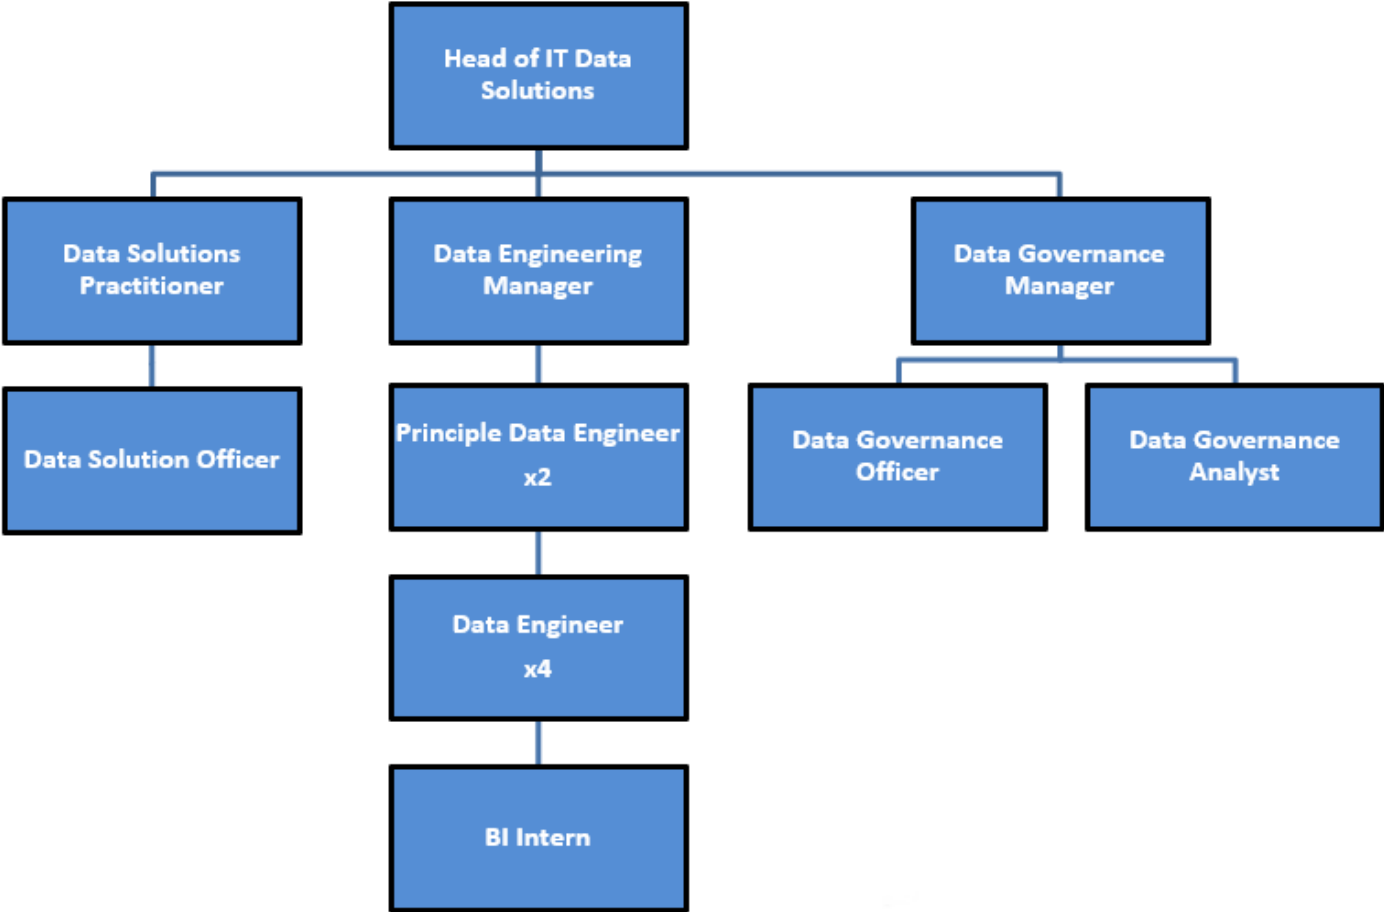 Head of IT Data
Solutions
Data Solutions
Practitioner
Data Engineering
Manager
Data Governance
Manager
Data Solution Officer
Principle Data Engineer
x2
Data Governance
Officer
Data Governance
Analyst
Data Engineer
x4
BI Intern